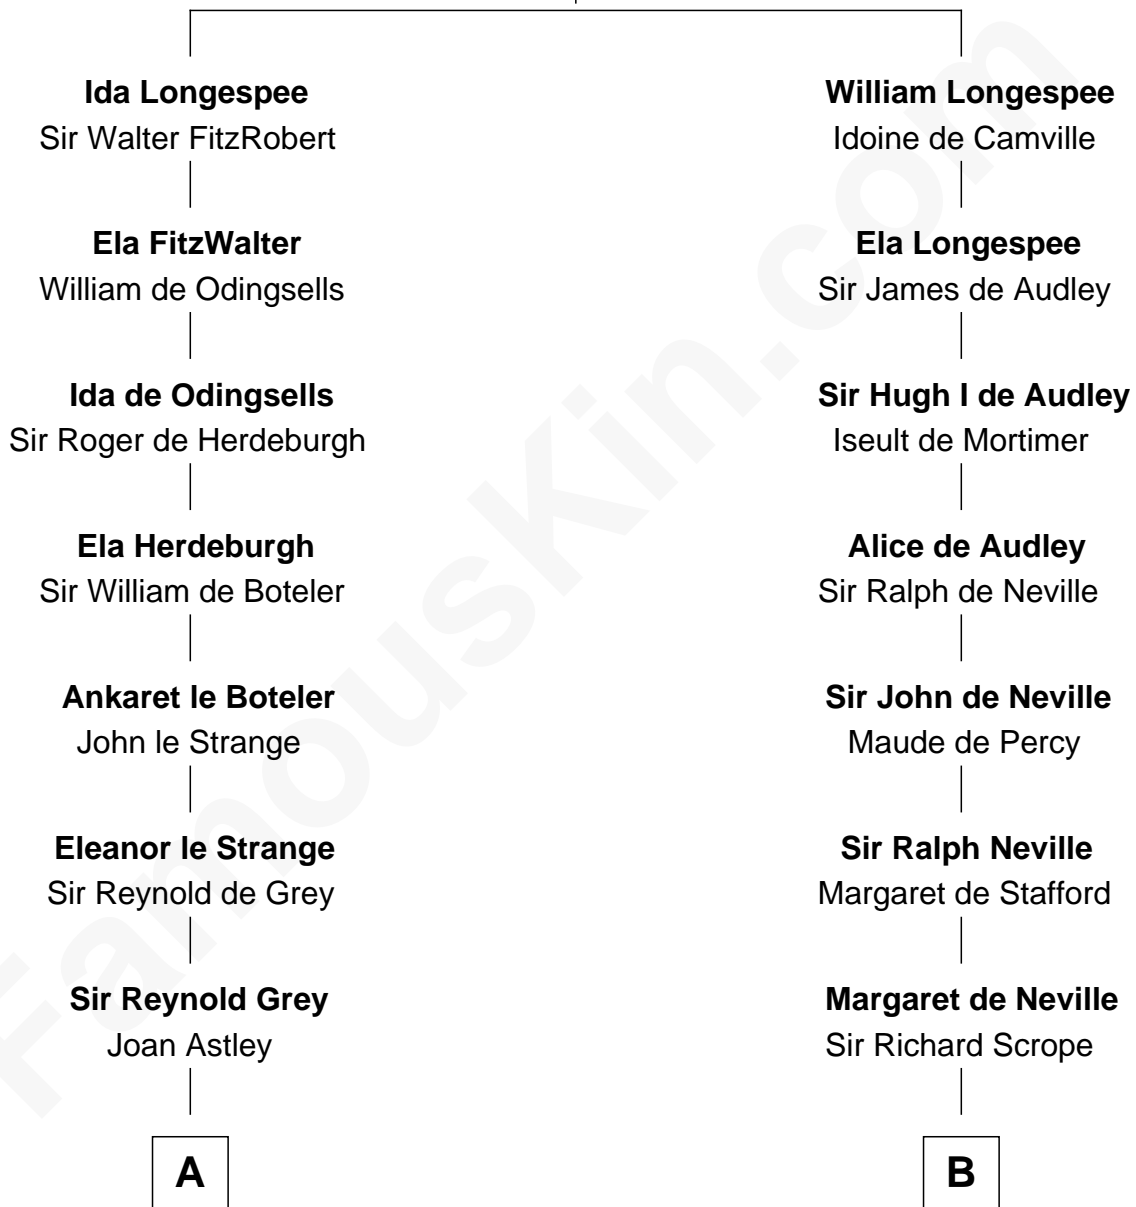 Ida Longespee
Sir Walter FitzRobert
Ela FitzWalter
William de Odingsells
Ida de Odingsells
Sir Roger de Herdeburgh
Ela Herdeburgh
Sir William de Boteler
Ankaret le Boteler
John le Strange
Eleanor le Strange
Sir Reynold de Grey
Sir Reynold Grey
Joan Astley
A
William Longespee
Idoine de Camville
Ela Longespee
Sir James de Audley
Sir Hugh I de Audley
Iseult de Mortimer
Alice de Audley
Sir Ralph de Neville
Sir John de Neville
Maude de Percy
Sir Ralph Neville
Margaret de Stafford
Margaret de Neville
Sir Richard Scrope
B
FamousKin.com